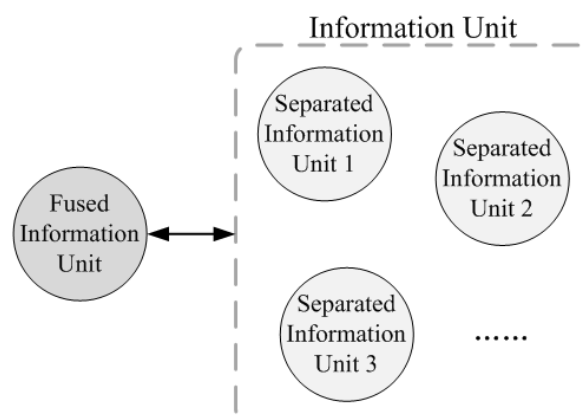 Information Unit
Separated
Information
Unit 1
Separated
Information
Unit 2
Fused
Information
Unit
Separated
Information
Unit 3
……